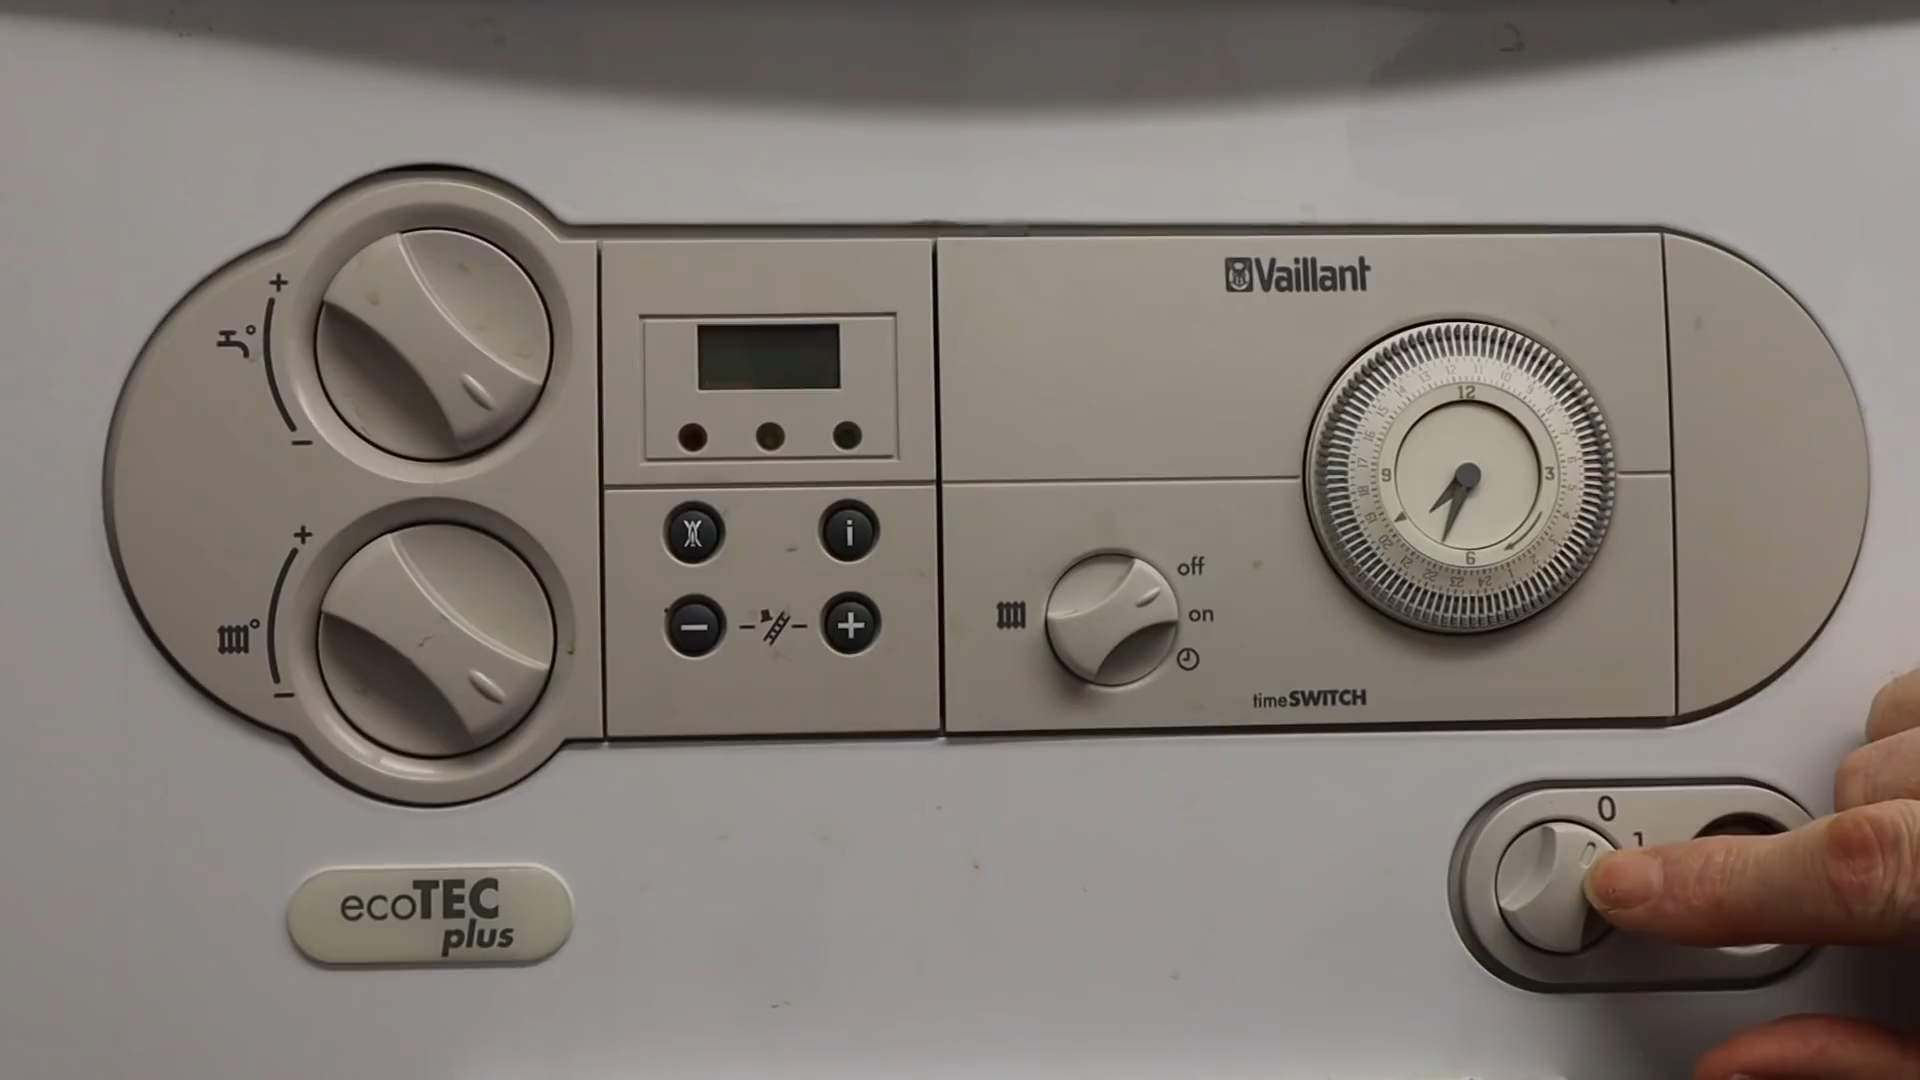 Vaillant
+
-
+
-
i
- +
off
on
12
3
6
9
timeSWITCH
0
1
ecoTEC
plus